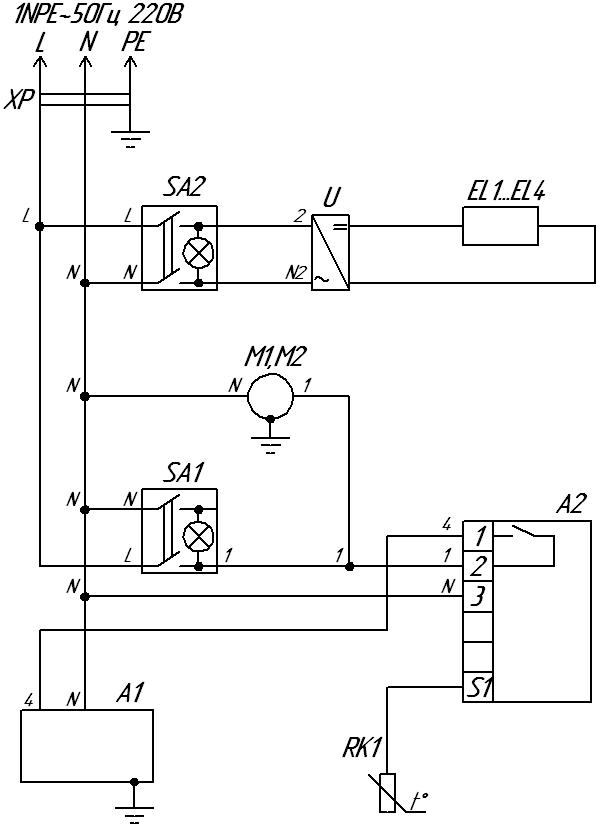 1NPE~50Гц 220В
L N PE
XP
SA2 U EL1...EL4
L L 2
N N N2
M1,M2
N N 1
SA1
N N
A2
4 1
L 1 1 1 2
N N 3
A1
4 N
S1
RK1
t°